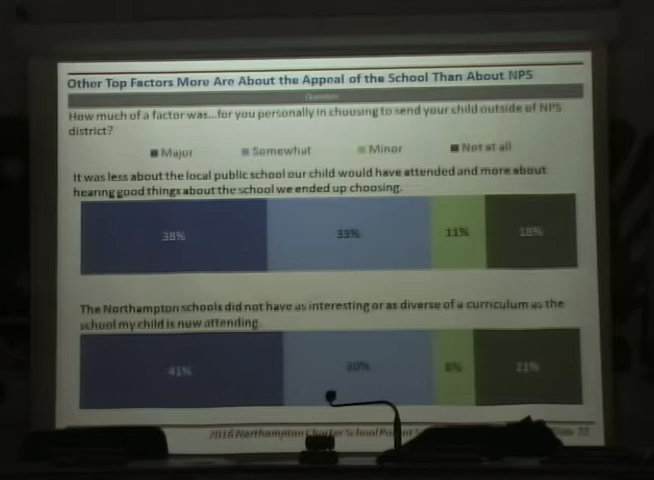 Other Top Factors More Are About the Appeal of the School Than About NPS
How much of a factor was...for you personally in choosing to send your child outside of NPS
district?
Major Somewhat Minor Not at all
It was less about the local public school our child would have attended and more about
hearing good things about the school we ended up choosing.
38% 33% 11% 18%
The Northampton schools did not have as interesting or as diverse of a curriculum as the
school my child is now attending.
41% 30% 8% 21%
2016 Northampton Charter School Parent
Slide